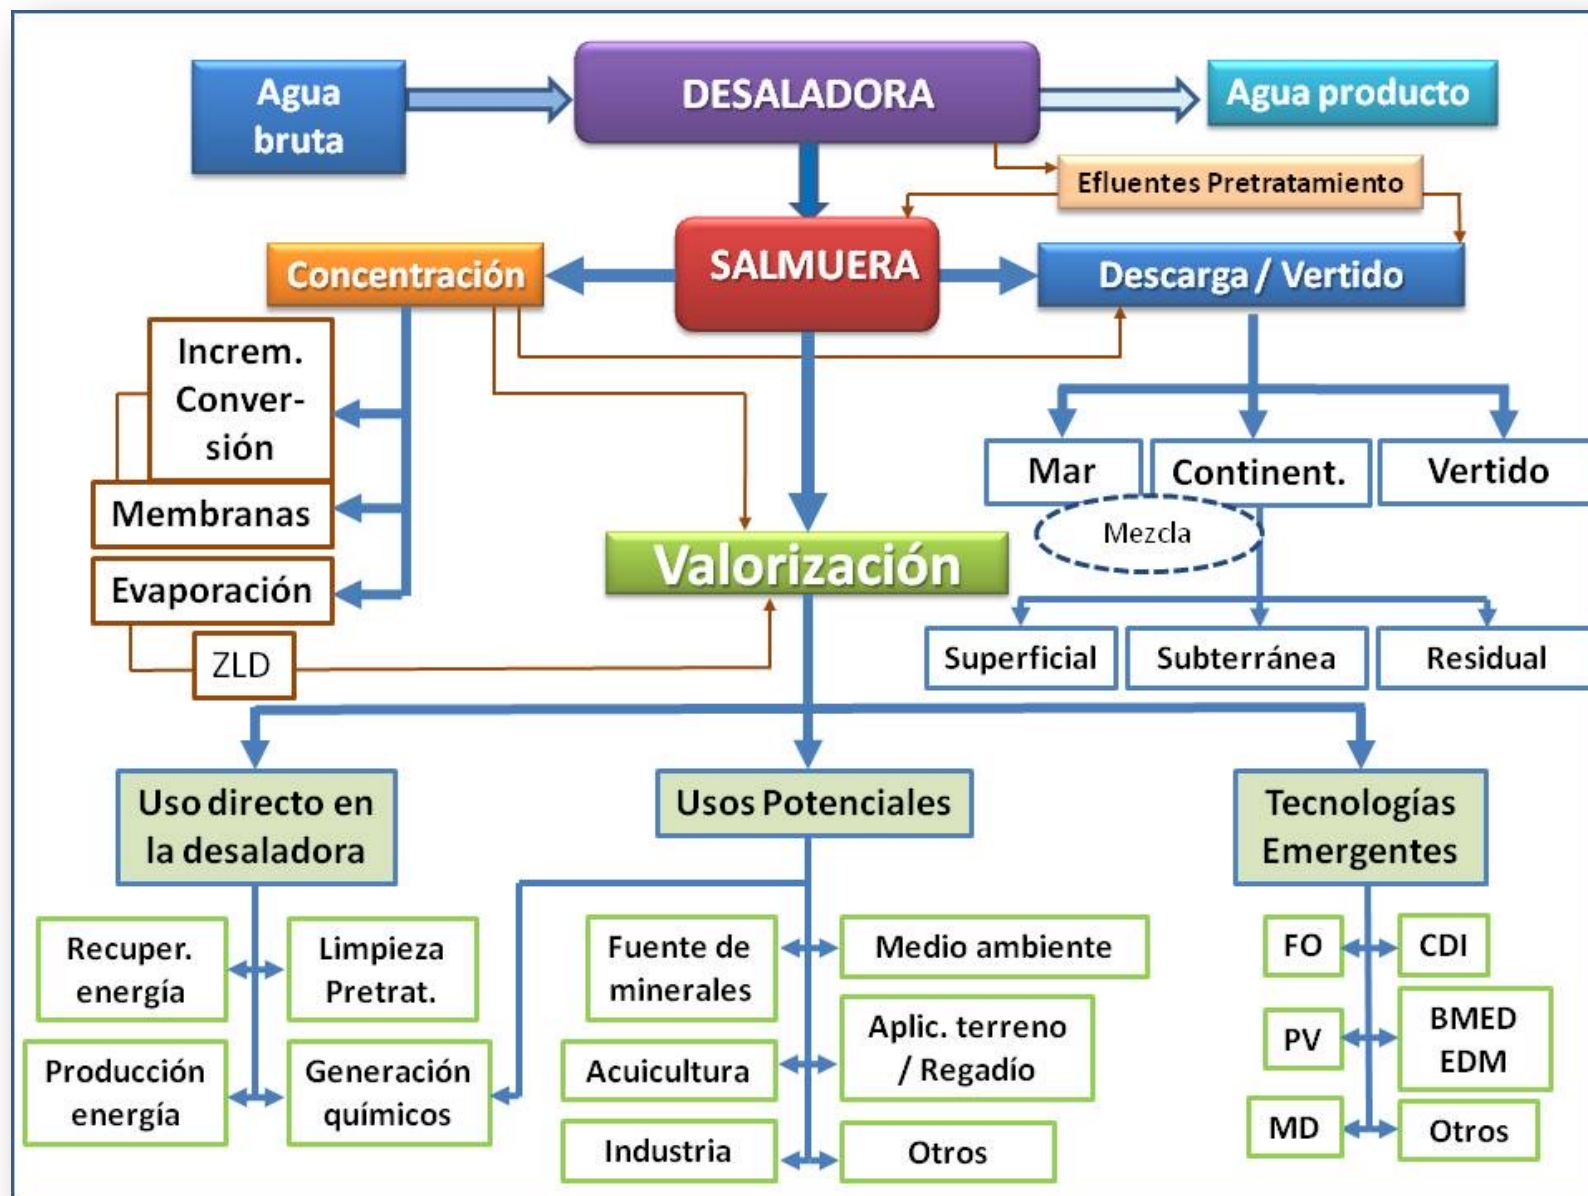 Agua
bruta
DESALADORA
Agua producto
Efluentes Pretratamiento
Concentración
SALMUERA
Descarga / Vertido
Increm.
Conver-
sión
Membranas
Evaporación
ZLD
Mar
Continent.
Vertido
Mezcla
Valorización
Superficial
Subterránea
Residual
Uso directo en
la desaladora
Usos Potenciales
Tecnologías
Emergentes
Recuper.
energía
Limpieza
Pretrat.
Producción
energía
Generación
químicos
Fuente de
minerales
Medio ambiente
Acuicultura
Aplic. terreno
/ Regadío
Industria
Otros
FO
CDI
PV
BMED
EDM
MD
Otros